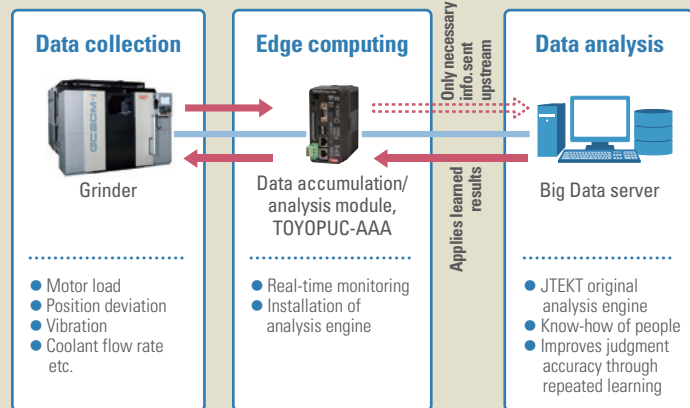 Data collection
GC20M-i
Grinder
Motor load
Position deviation
Vibration
Coolant flow rate
etc.
Edge computing
Data accumulation/
analysis module,
TOYOPUC-AAA
Real-time monitoring
Installation of
analysis engine
Only necessary
info.sent
upstream
Applies learned
results
Data analysis
Big Data server
JTEKT original
analysis engine
Know-how of people
Improves judgment
accuracy through
repeated learning